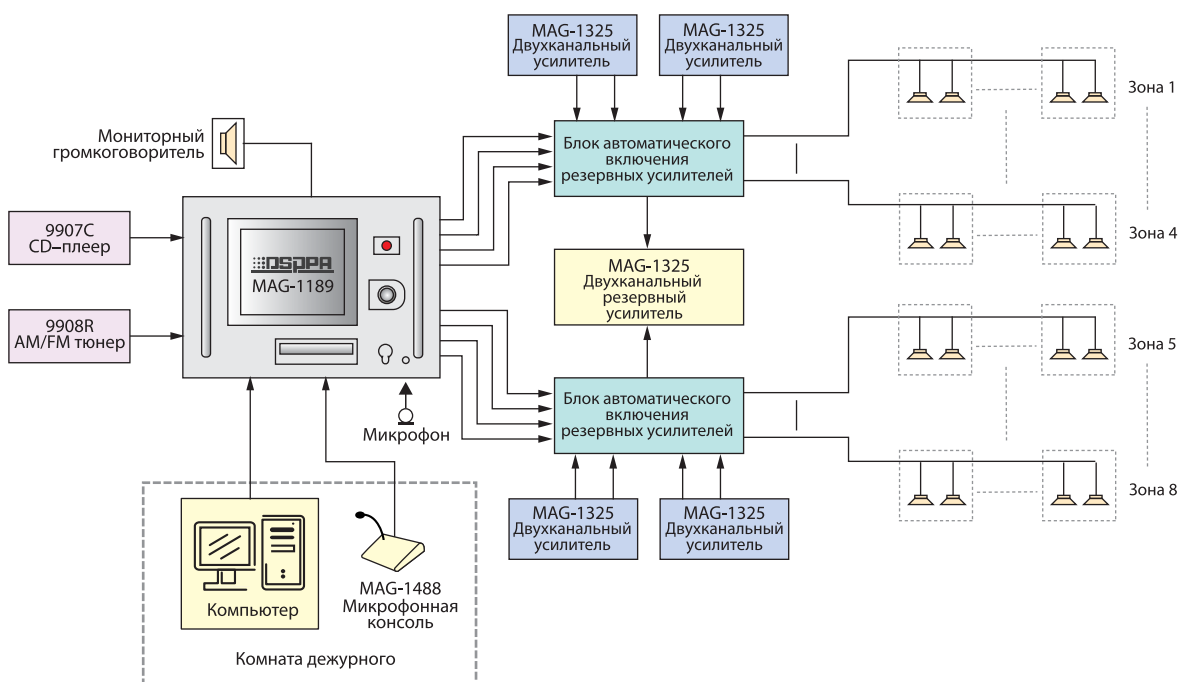 MAG-1325
Двухканальный
усилитель
MAG-1325
Двухканальный
усилитель
Зона 1
Мониторный
громкоговоритель
Блок автоматического
включения
резервных усилителей
9907C
CD–плеер
Зона 4
DSPPA
MAG-1189
MAG-1325
Двухканальный
резервный
усилитель
9908R
AM/FM тюнер
Зона 5
Блок автоматического
включения
резервных усилителей
Микрофон
Зона 8
MAG-1325
Двухканальный
усилитель
MAG-1325
Двухканальный
усилитель
Компьютер
MAG-1488
Микрофонная
консоль
Комната дежурного